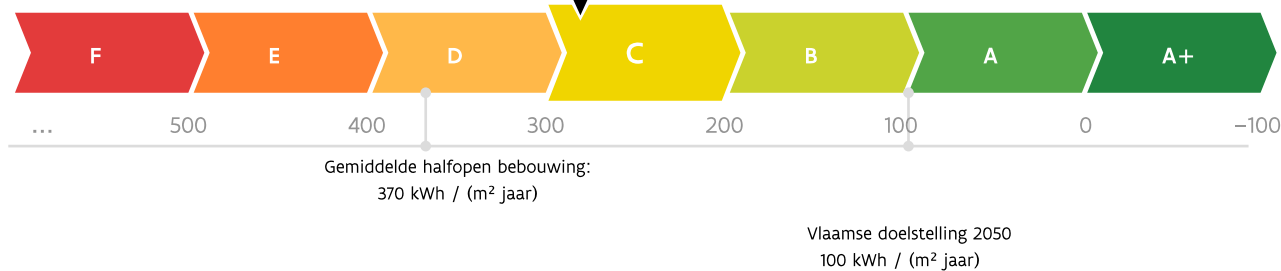 F E D C B A A+
... 500 400 300 200 100 0 –100
Gemiddelde halfopen bebouwing:
370 kWh / (m² jaar)
Vlaamse doelstelling 2050
100 kWh / (m² jaar)